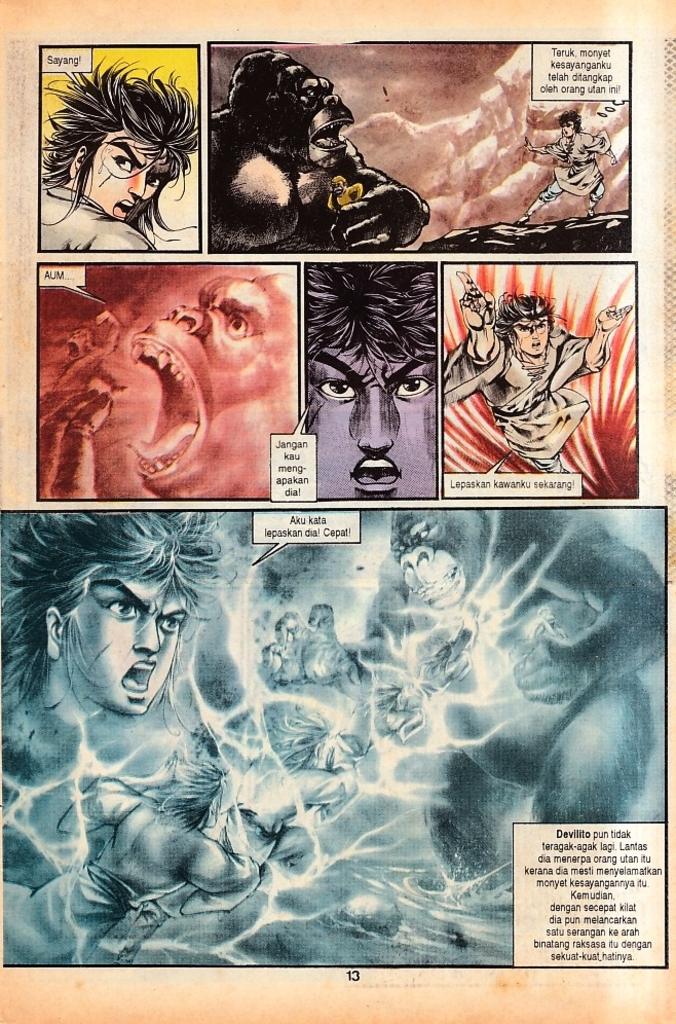 Sayang!
Teruk, monyet
kesayanganku
telah ditangkap
oleh orang utan ini!
AUM....
Jangan
kau
meng-
apakan
dia!
Lepaskan kawanku sekarang!
Aku kata
lepaskan dia! Cepat!
Devilito pun tidak
teragak-agak lagi. Lantas
dia menerpa orang utan itu
kerana dia mesti menyelamatkan
monyet kesayangannya itu.
Kemudian,
dengan secepat kilat
dia pun melancarkan
satu serangan ke arah
binatang raksasa itu dengan
sekuat-kuat hatinya.
13